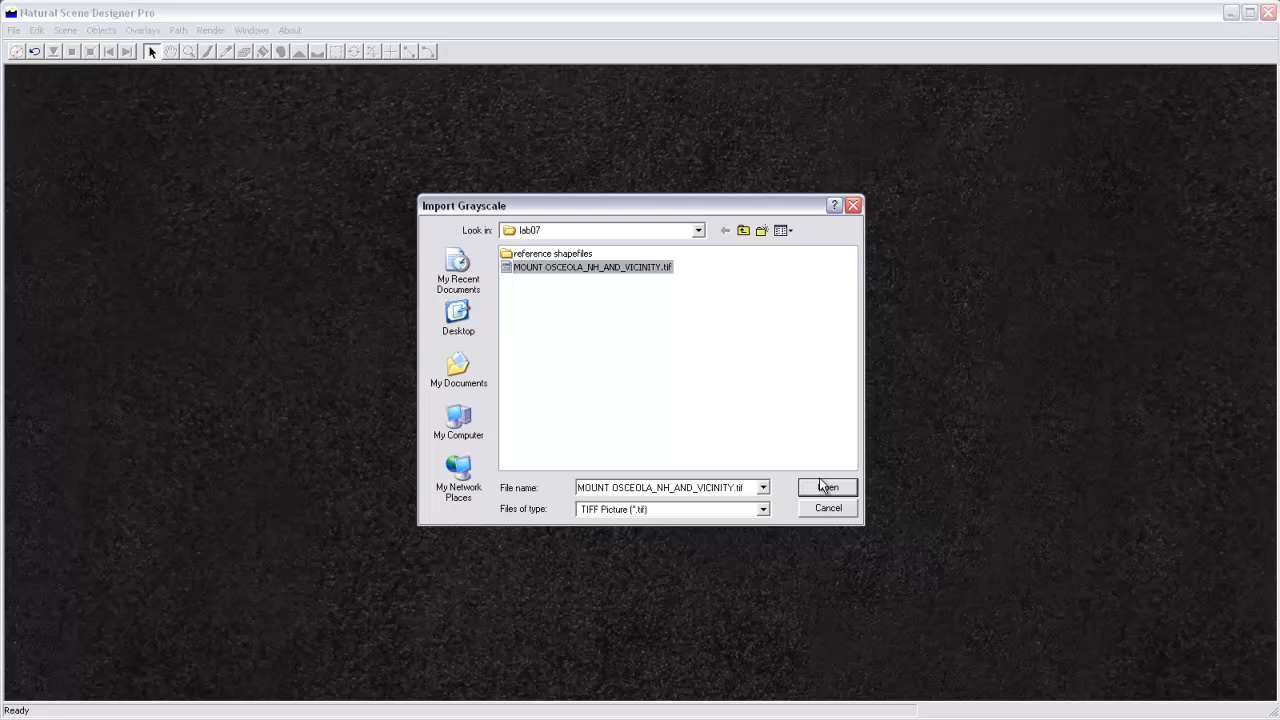 Natural Scene Designer Pro
File Edit Scene Objects Overlays Path Render Windows About
Import Grayscale
Look in: lab07
reference shapefiles
MOUNT OSCEOLA_NH_AND_VICINITY.tif
My Recent
Documents
Desktop
My Documents
My Computer
My Network
Places
File name: MOUNT OSCEOLA_NH_AND_VICINITY.tif Open
Files of type: TIFF Picture (*.tif) Cancel
Ready